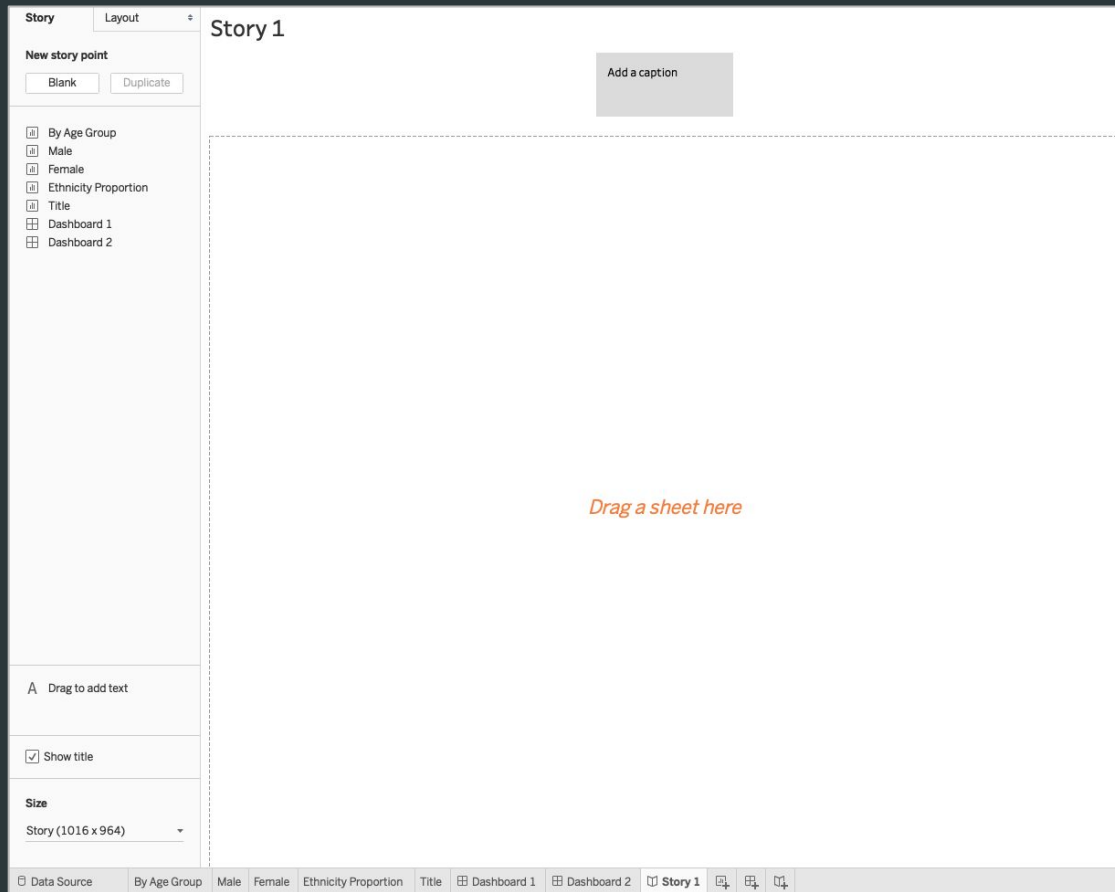 Story
Layout
New story point
Blank
Duplicate
By Age Group
Male
Female
Ethnicity Proportion
Title
Dashboard 1
Dashboard 2
A Drag to add text
Show title
Size
Story (1016 x 964)
Story 1
Add a caption
Drag a sheet here
Data Source By Age Group Male Female Ethnicity Proportion Title Dashboard 1 Dashboard 2 Story 1